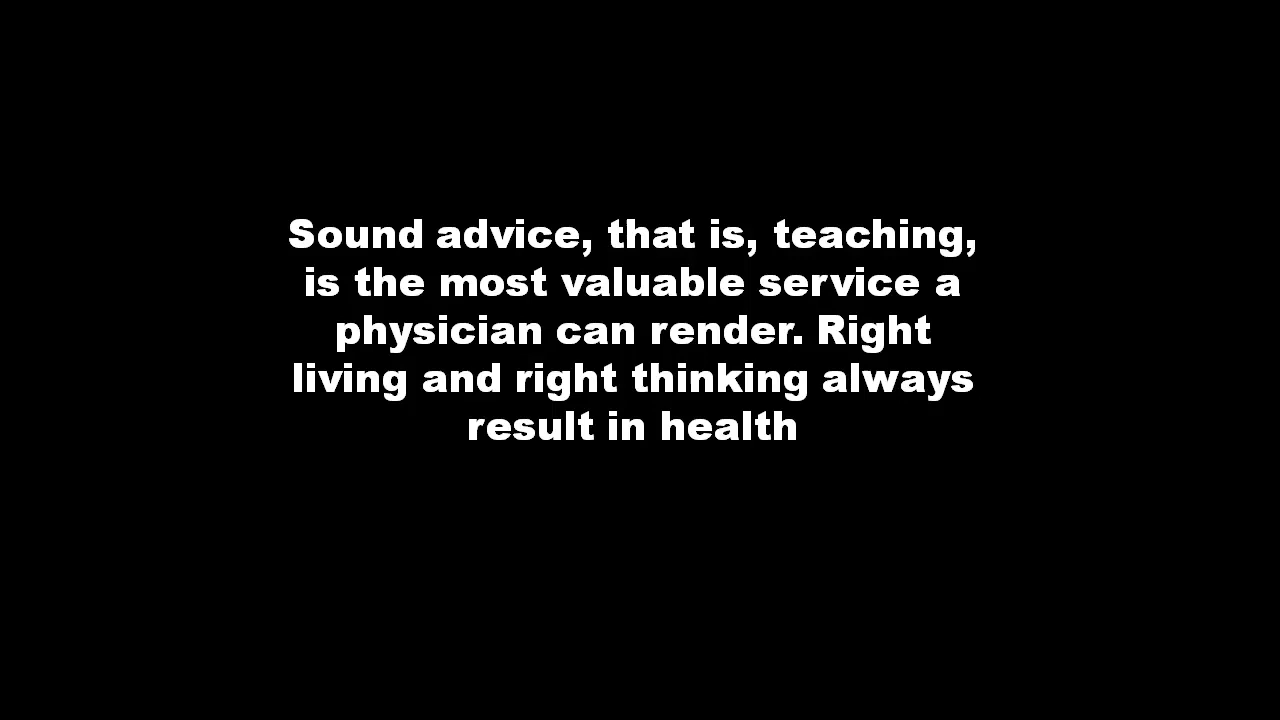 Sound advice, that is, teaching,
is the most valuable service a
physician can render. Right
living and right thinking always
result in health